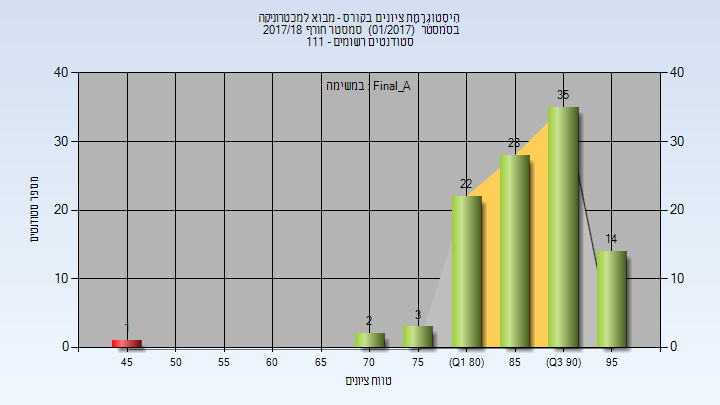 היסטוגרמת ציונים בקורס - מבוא למכטרוניקה
בסמסטר (01/2017) סמסטר חורף 2017/18
סטודנטים רשומים - 111
במשימה : Final_A
40 40
30 30
20 20
10 10
0 0
מספר סטודנטים
1 2 3 22 28 35 14
45 50 55 60 65 70 75 (Q1 80) 85 (Q3 90) 95
טווח ציונים